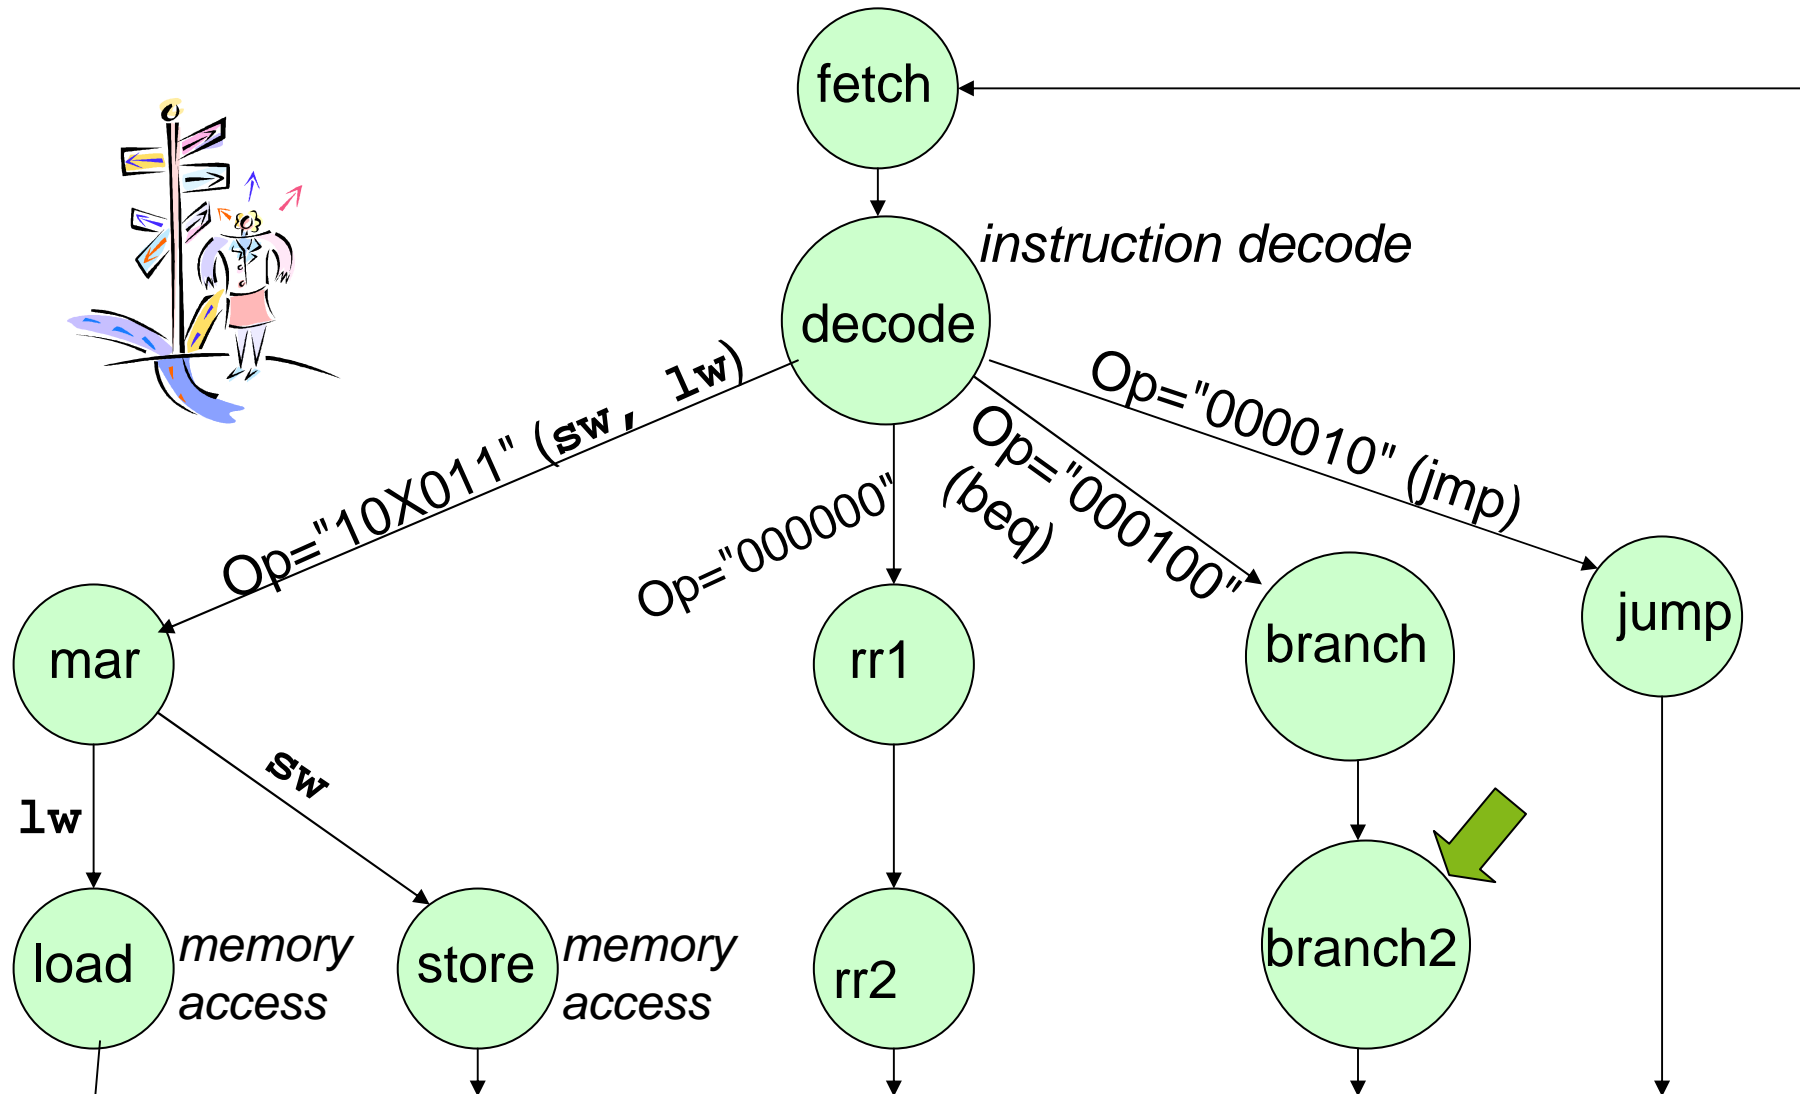 fetch
instruction decode
decode
Op="10X011" (sw, lw)
Op="000000"
Op="000100"
(beq)
Op="000010" (jmp)
mar
rr1
branch
jump
lw
sw
load
memory
access
store
memory
access
rr2
branch2